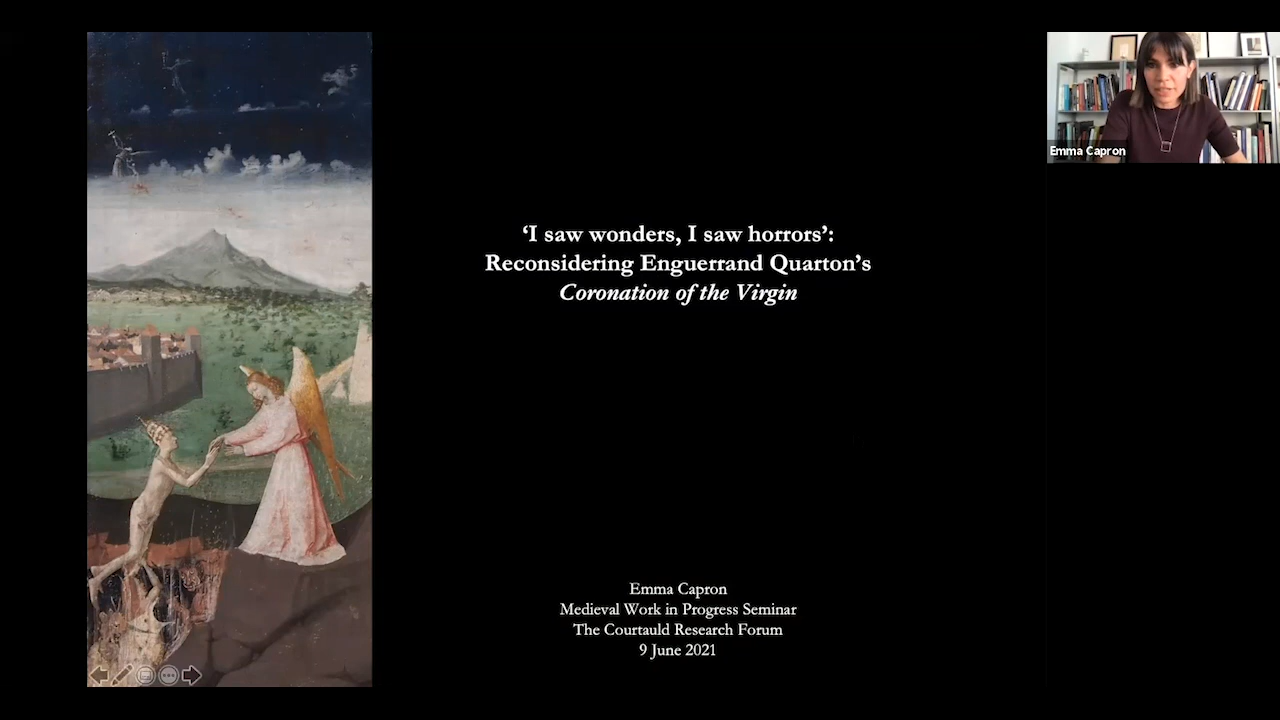 Emma Capron
‘I saw wonders, I saw horrors’:
Reconsidering Enguerrand Quarton’s
Coronation of the Virgin
Emma Capron
Medieval Work in Progress Seminar
The Courtauld Research Forum
9 June 2021